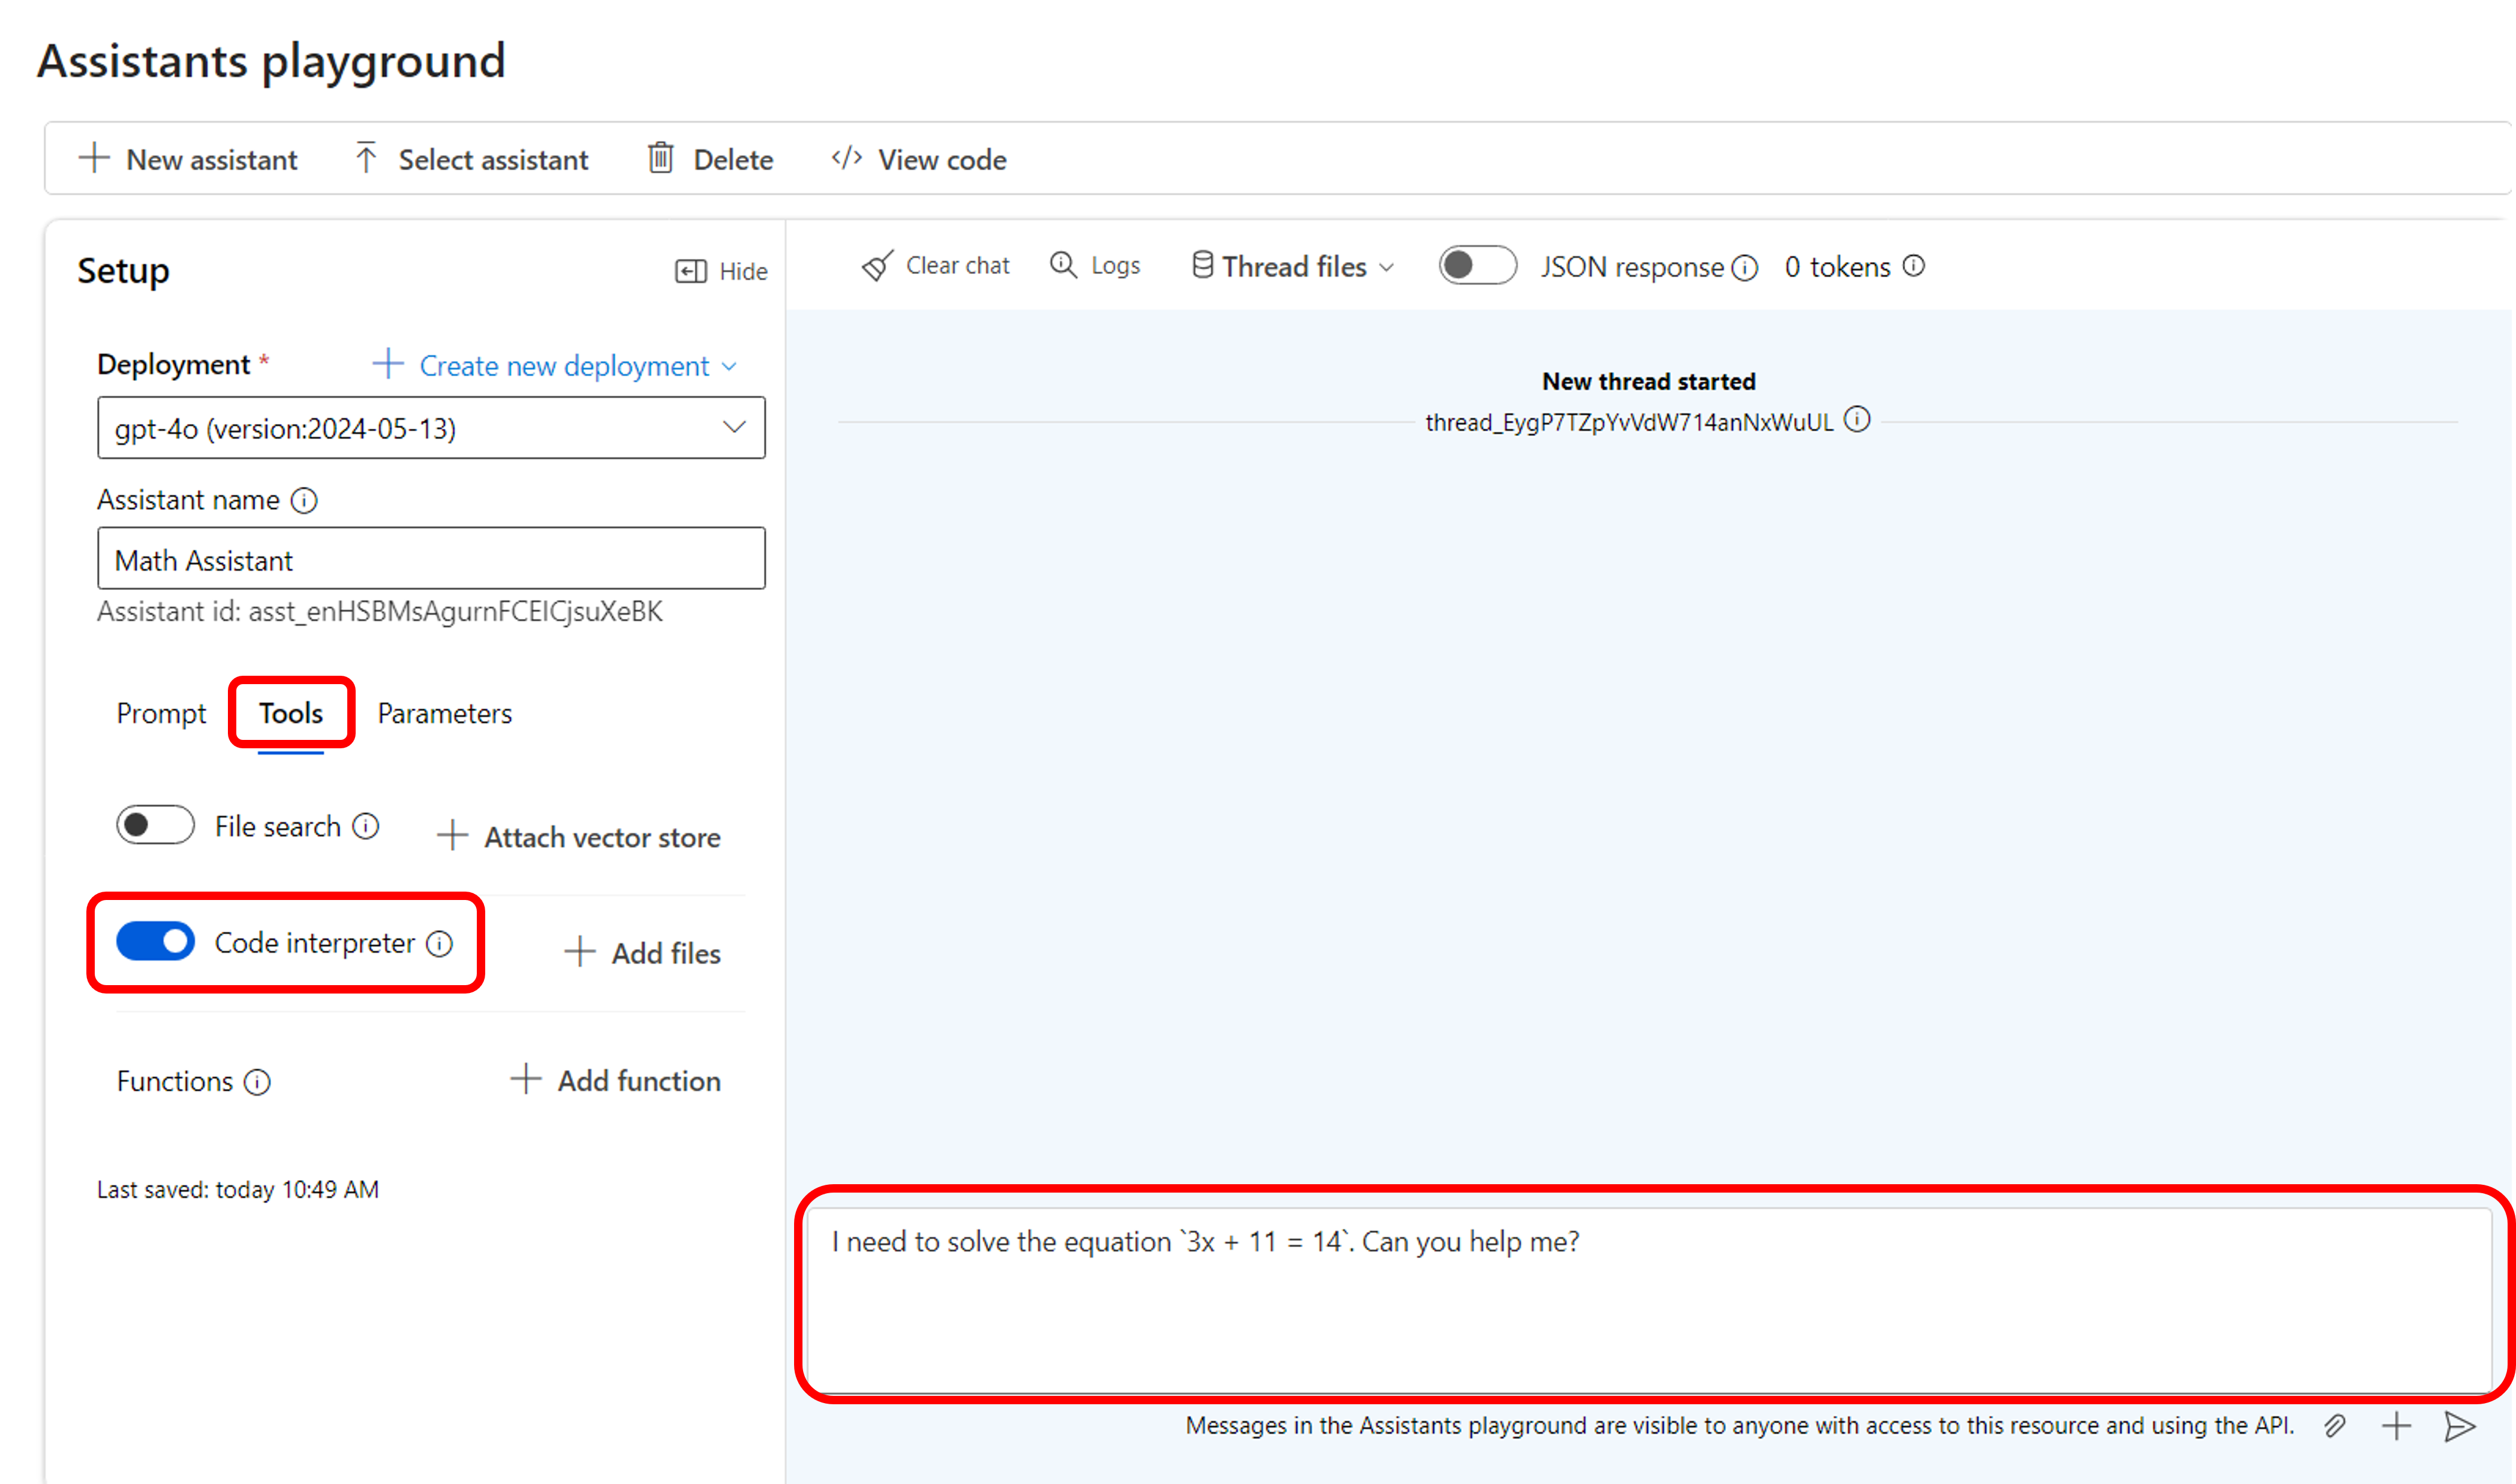 Assistants playground
New assistant
Select assistant
Delete
</> View code
Setup
Hide
Clear chat
Logs
Thread files
JSON response
0 tokens
Deployment *
Create new deployment
gpt-4o (version:2024-05-13)
Assistant name
Math Assistant
Assistant id: asst_enHSBMsAgurnFCEICjsuXeBK
Prompt
Tools
Parameters
File search
Attach vector store
Code interpreter
Add files
Functions
Add function
Last saved: today 10:49 AM
New thread started
thread_EygP7TZpYvVdW714anNxWuUL
I need to solve the equation `3x + 11 = 14`. Can you help me?
Messages in the Assistants playground are visible to anyone with access to this resource and using the API.